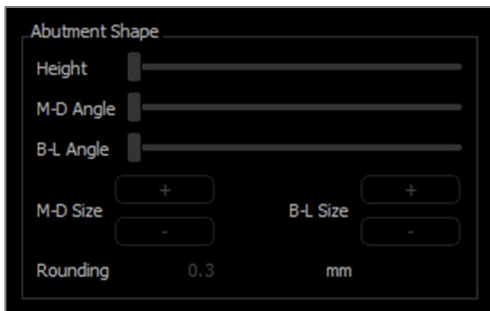 Abutment Shape
Height
M-D Angle
B-L Angle
M-D Size + - B-L Size + -
Rounding 0.3 mm